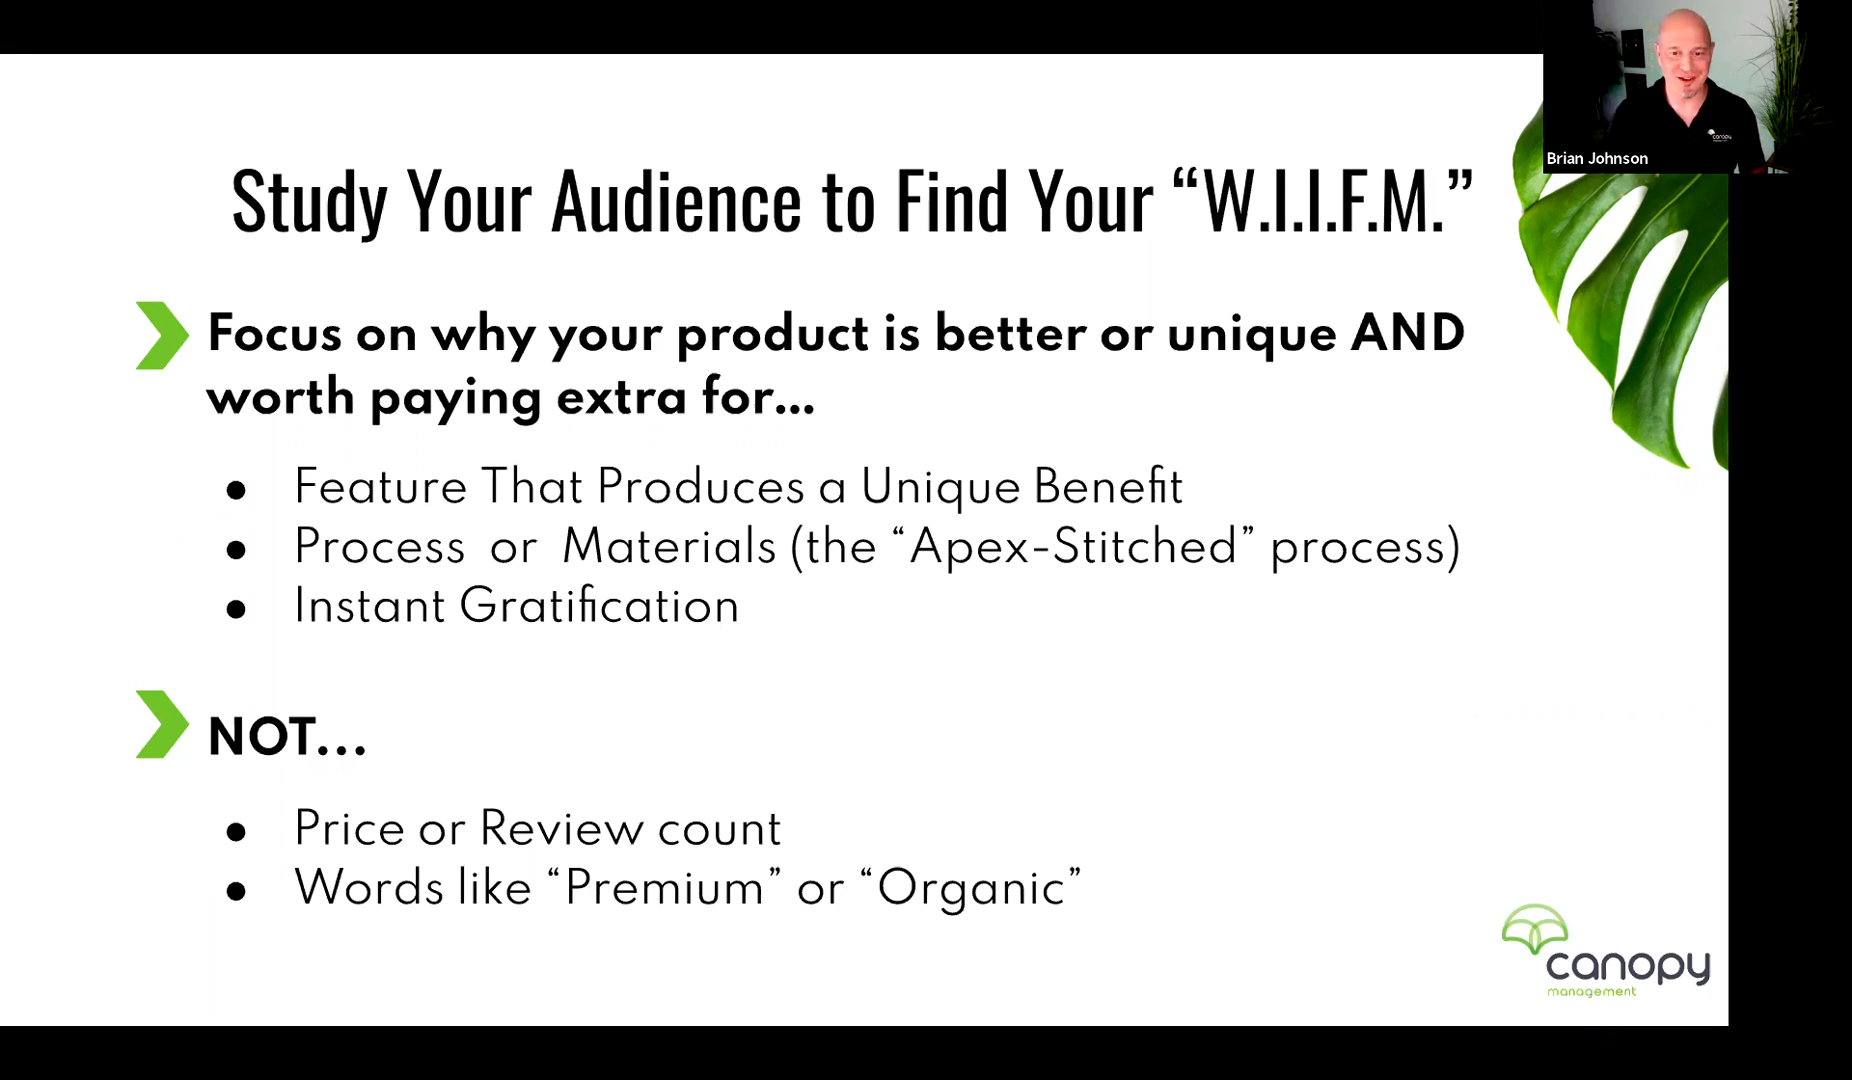 Brian Johnson
Study Your Audience to Find Your “W.I.I.F.M.”
Focus on why your product is better or unique AND
worth paying extra for...
● Feature That Produces a Unique Benefit
● Process or Materials (the “Apex-Stitched” process)
● Instant Gratification
NOT...
● Price or Review count
● Words like “Premium” or “Organic”
canopy
management
canopy